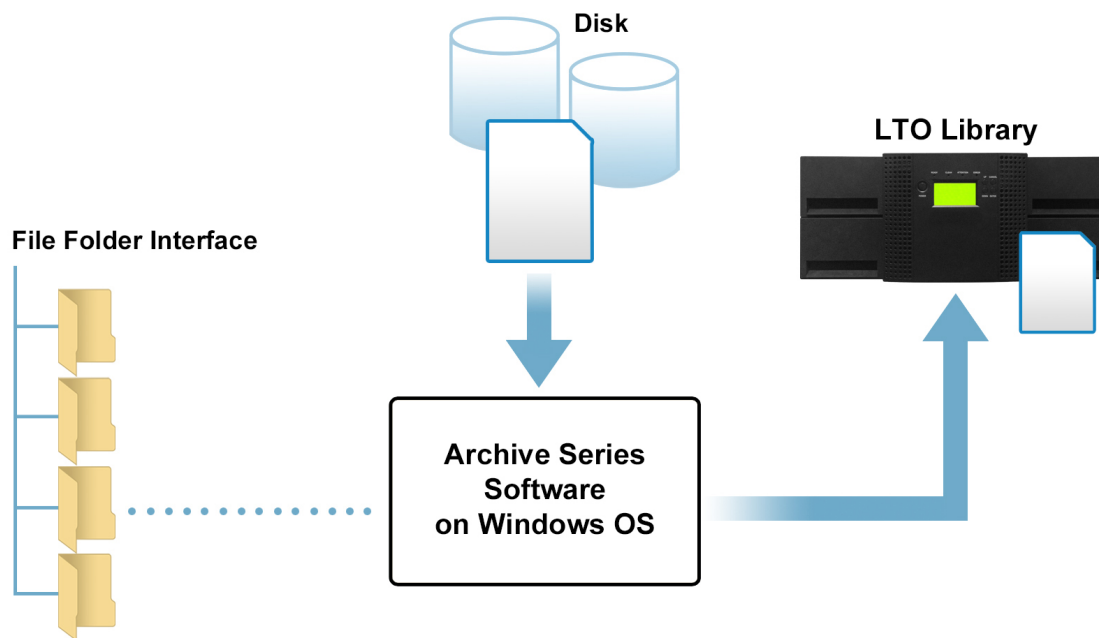 Disk
LTO Library
File Folder Interface
Archive Series
Software
on Windows OS